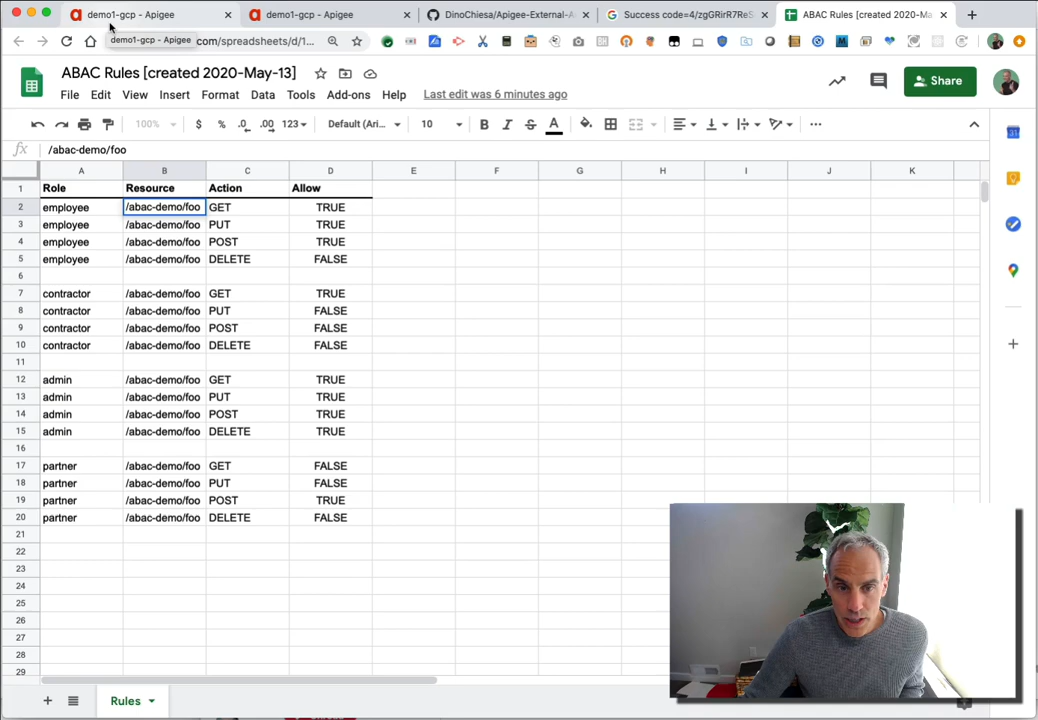 demo1-gcp - Apigee
demo1-gcp - Apigee
DinoChiesa/Apigee-External-A
Success code=4/zgGRirR7ReS
ABAC Rules [created 2020-May-13]
demo1-gcp - Apigee
com/spreadsheets/d/1...
ABAC Rules [created 2020-May-13]
File Edit View Insert Format Data Tools Add-ons Help Last edit was 6 minutes ago
Share
100% $ % .0 .00 123 Default (Ari... 10 B I S A
fx /abac-demo/foo
A B C D E F G H I J K
1 Role Resource Action Allow
2 employee /abac-demo/foo GET TRUE
3 employee /abac-demo/foo PUT TRUE
4 employee /abac-demo/foo POST TRUE
5 employee /abac-demo/foo DELETE FALSE
6
7 contractor /abac-demo/foo GET TRUE
8 contractor /abac-demo/foo PUT FALSE
9 contractor /abac-demo/foo POST FALSE
10 contractor /abac-demo/foo DELETE FALSE
11
12 admin /abac-demo/foo GET TRUE
13 admin /abac-demo/foo PUT TRUE
14 admin /abac-demo/foo POST TRUE
15 admin /abac-demo/foo DELETE TRUE
16
17 partner /abac-demo/foo GET FALSE
18 partner /abac-demo/foo PUT FALSE
19 partner /abac-demo/foo POST TRUE
20 partner /abac-demo/foo DELETE FALSE
21
22
23
24
25
26
27
28
29
Rules